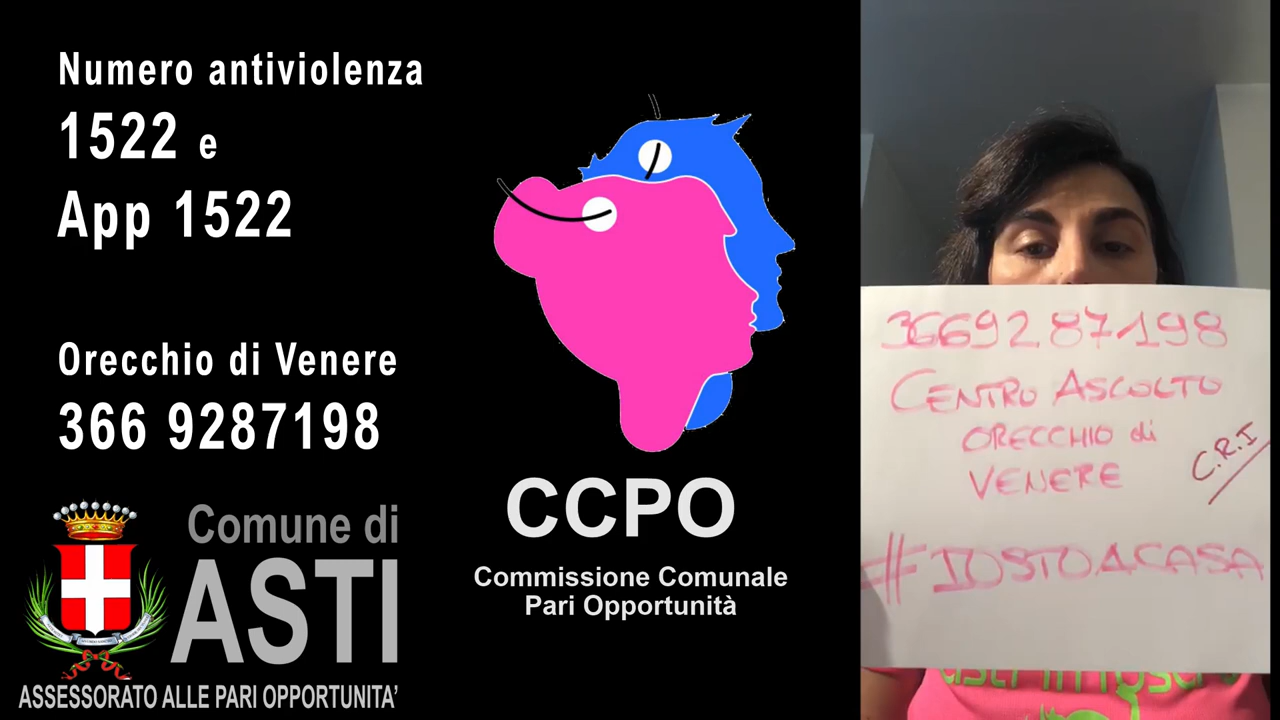 Numero antiviolenza
1522 e
App 1522
Orecchio di Venere
366 9287198
Comune di
ASTI
ASSESSORATO ALLE PARI OPPORTUNITA'
CCPO
Commissione Comunale
Pari Opportunità
3669287198
CENTRO ASCOLTO
ORECCHIO di
VENERE
C.R.I
#IOSTOACASA